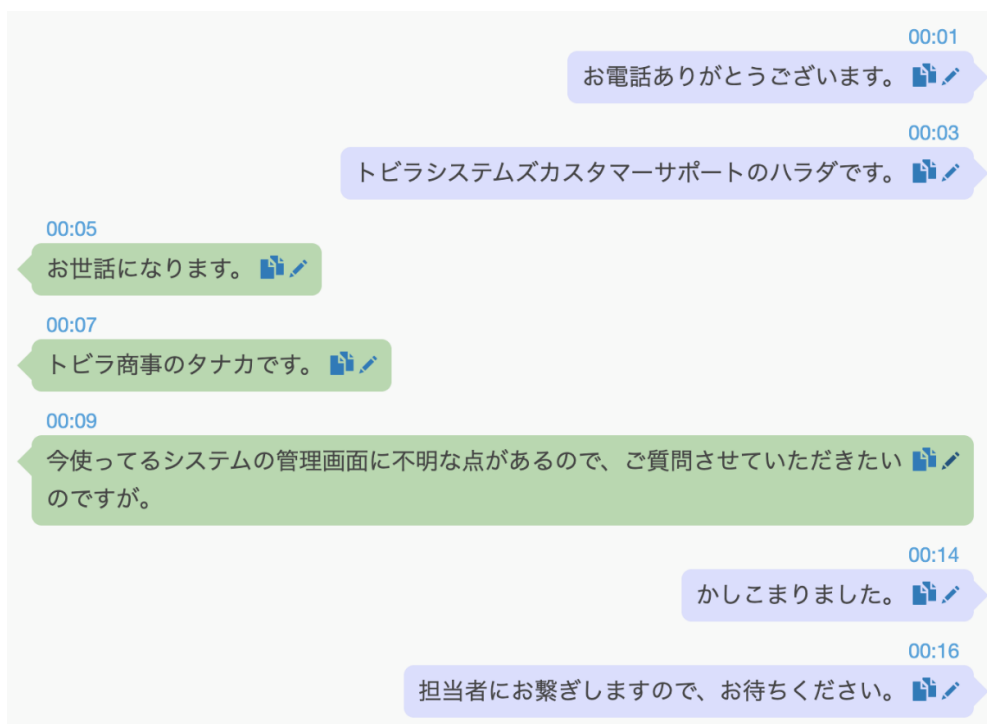 00:01
お電話ありがとうございます。
00:03
トビラシステムズカスタマーサポートのハラダです。
00:05
お世話になります。
00:07
トビラ商事のタナカです。
00:09
今使ってるシステムの管理画面に不明な点があるので、ご質問させていただきたい
のですが。
00:14
かしこまりました。
00:16
担当者にお繋ぎしますので、お待ちください。